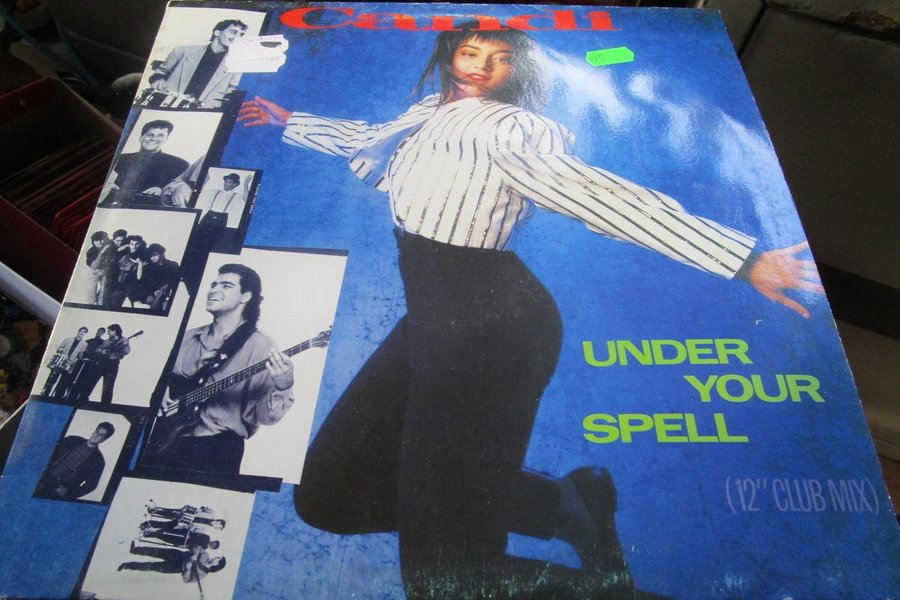 Candi
UNDER
YOUR
SPELL
(12" CLUB MIX)